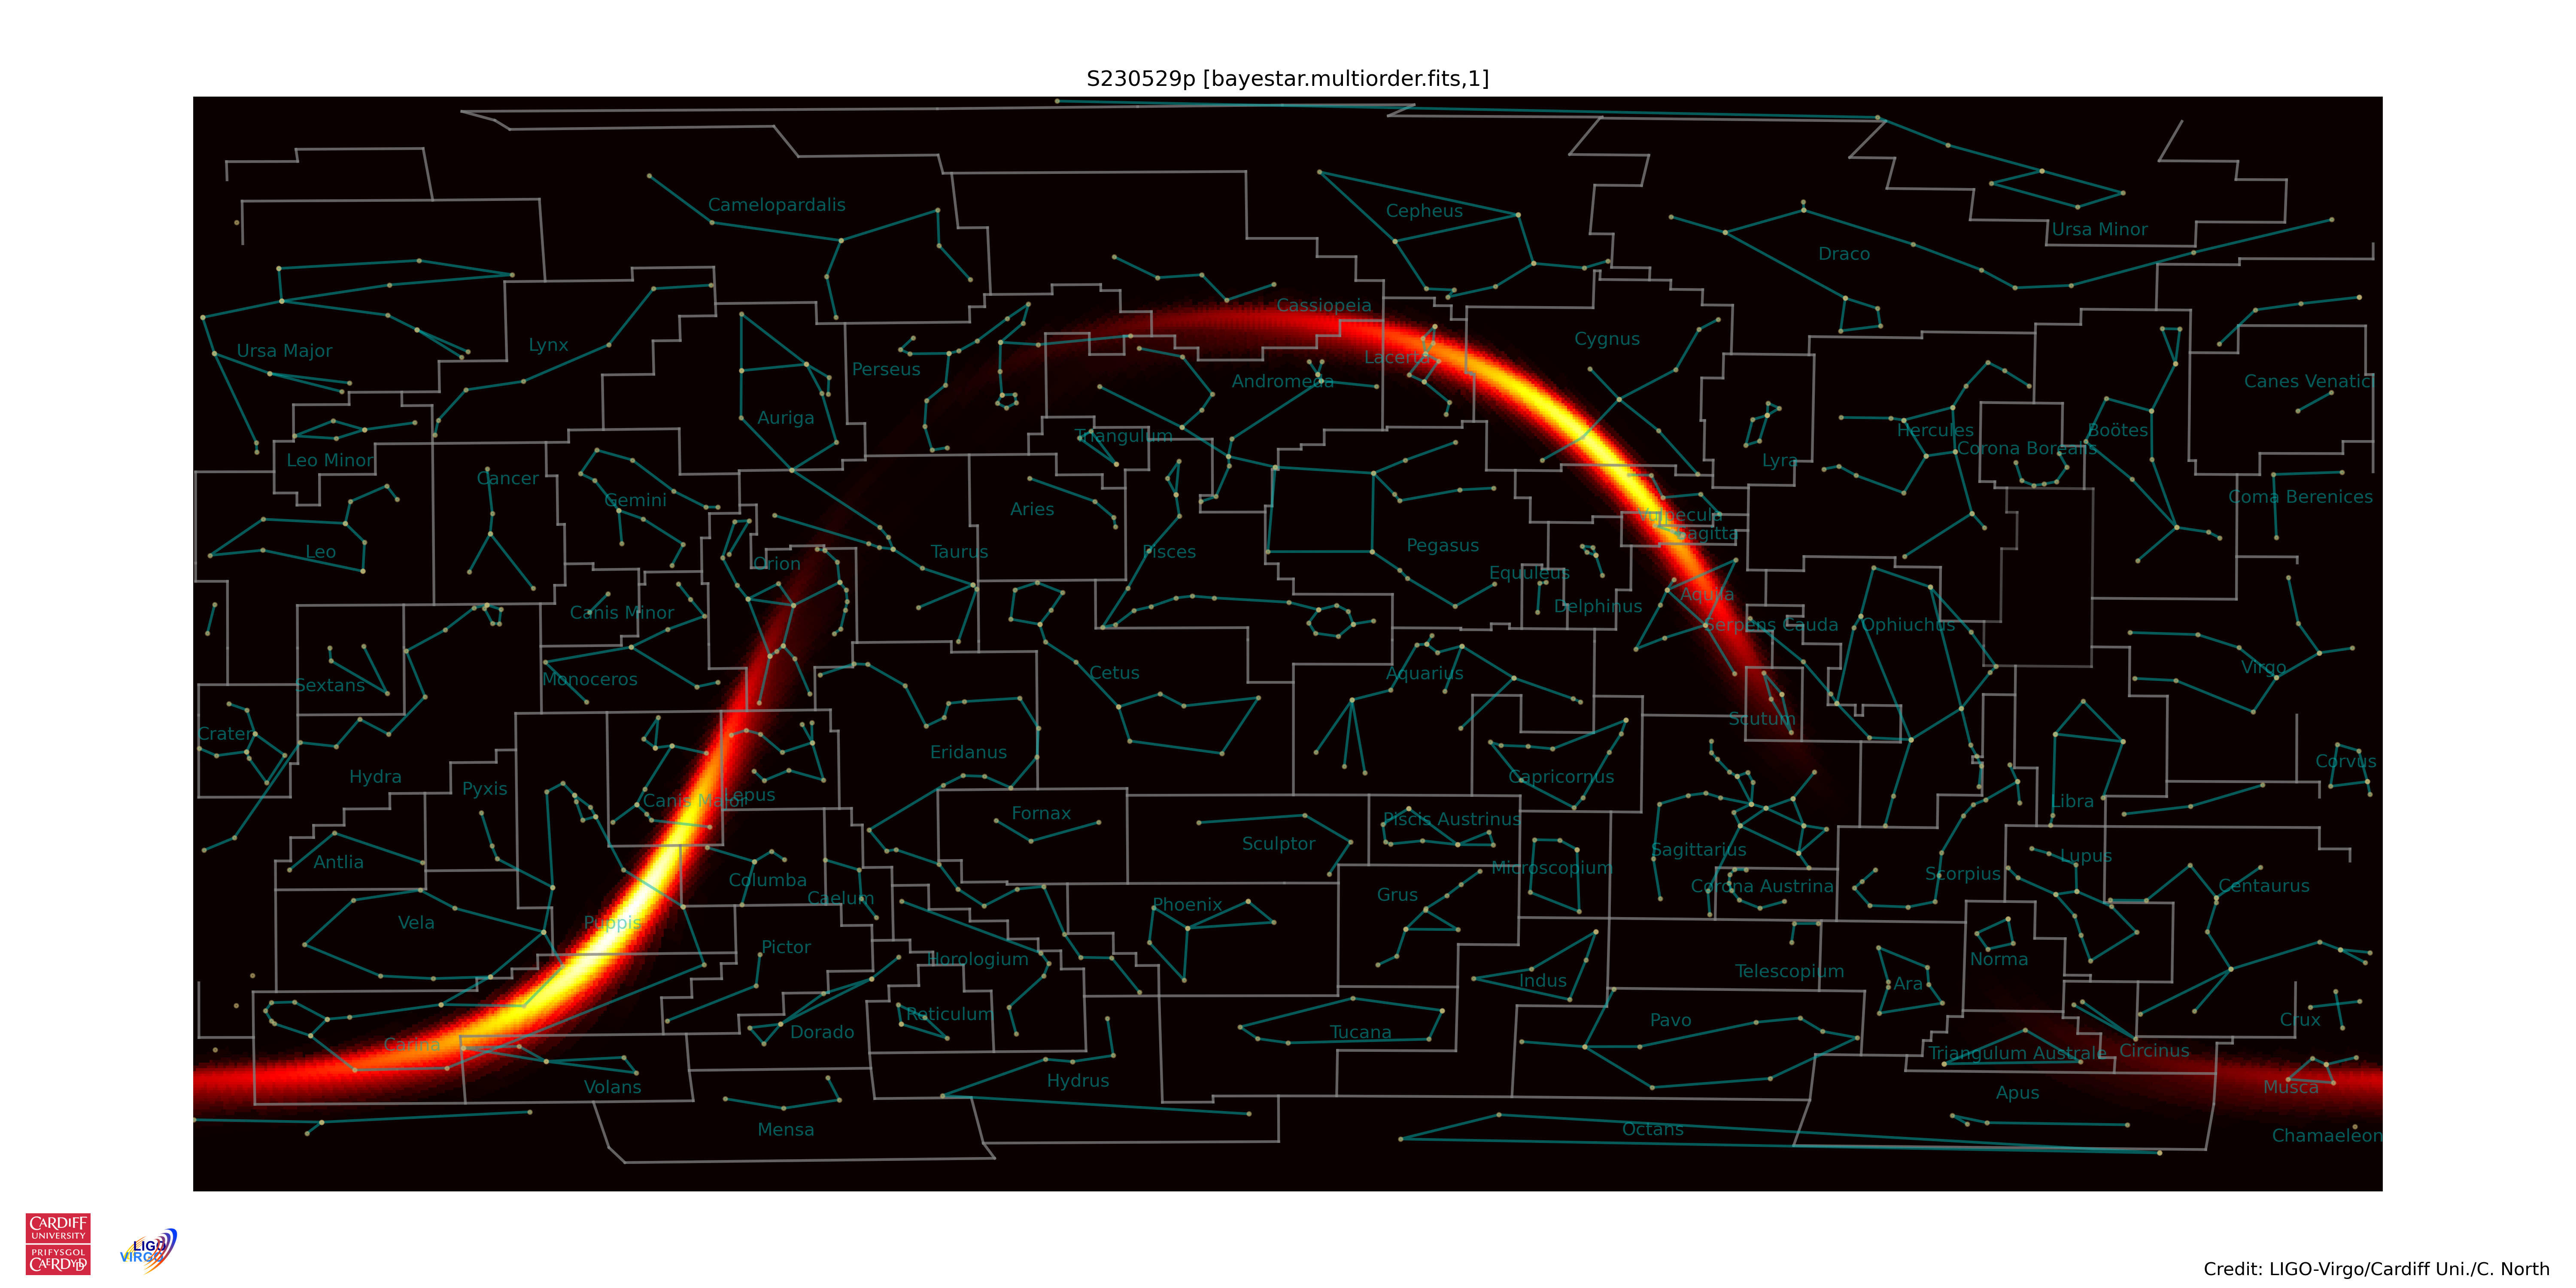 S230529p [bayestar.multiorder.fits,1]
Camelopardalis
Cepheus
Ursa Minor
Draco
Cassiopeia
Cygnus
Ursa Major
Lynx
Lacerta
Perseus
Andromeda
Canes Venatici
Auriga
Triangulum
Hercules
Boötes
Corona Borealis
Leo Minor
Lyra
Cancer
Gemini
Coma Berenices
Aries
Vulpecula
Sagitta
Leo
Taurus
Pisces
Pegasus
Orion
Equuleus
Aquila
Canis Minor
Delphinus
Serpens Cauda
Ophiuchus
Virgo
Cetus
Aquarius
Monoceros
Sextans
Scutum
Crater
Eridanus
Corvus
Hydra
Capricornus
Pyxis
Lepus
Canis Major
Libra
Fornax
Piscis Austrinus
Sculptor
Sagittarius
Lupus
Antlia
Microscopium
Scorpius
Columba
Corona Austrina
Centaurus
Grus
Caelum
Phoenix
Vela
Puppis
Pictor
Horologium
Norma
Telescopium
Indus
Ara
Reticulum
Pavo
Crux
Dorado
Tucana
Carina
Circinus
Triangulum Australe
Hydrus
Volans
Musca
Apus
Mensa
Octans
Chamaeleon
CARDIFF
UNIVERSITY
PRIFYSGOL
CAERDYDD
LIGO
VIRGO
Credit: LIGO-Virgo/Cardiff Uni./C. North